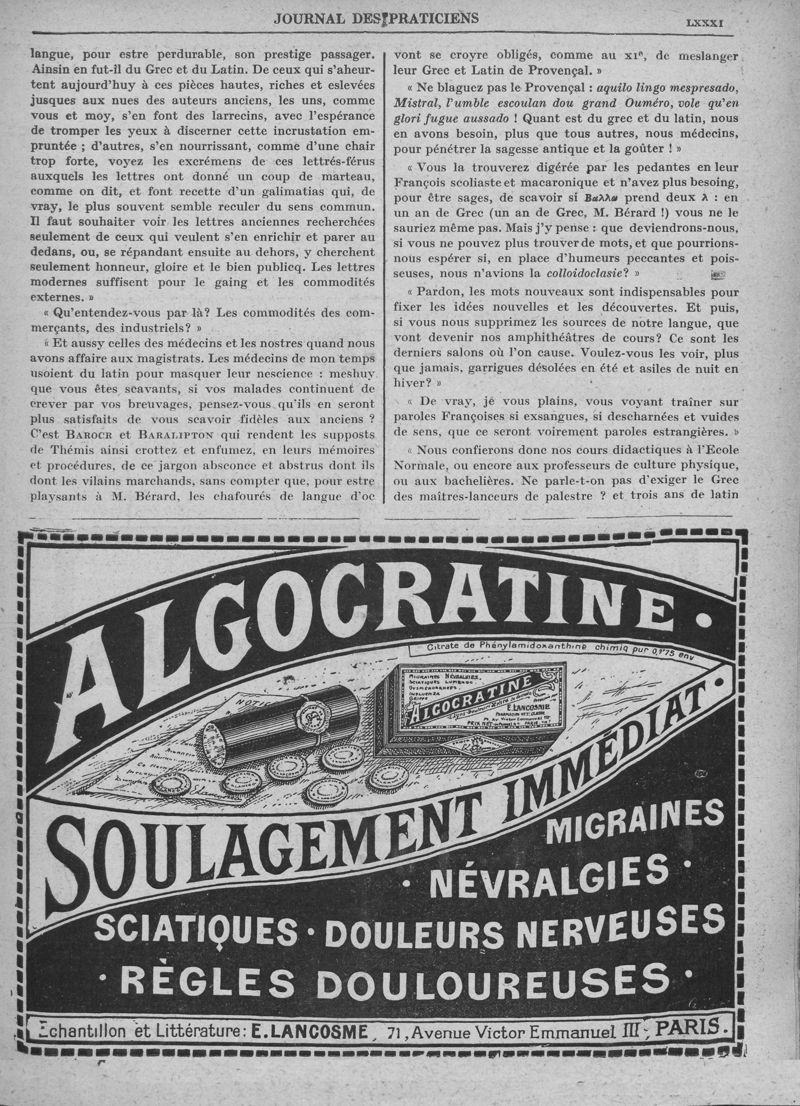 JOURNAL DES PRATICIENS
LXXXI
langue, pour estre perdurable, son prestige passager.
Ainsin en fut-il du Grec et du Latin. De ceux qui s'aheur-
tent aujourd'huy à ces pièces hautes, riches et eslevées
jusques aux nues des auteurs anciens, les uns, comme
vous et moy, s'en font des larrecins, avec l'espérance
de tromper les yeux à discerner cette incrustation em-
pruntée ; d'autres, s'en nourrissant, comme d'une chair
trop forte, voyez les excrémens de ces lettrés-férus
auxquels les lettres ont donné un coup de marteau,
comme on dit, et font recette d'un galimatias qui, de
vray, le plus souvent semble reculer du sens commun.
Il faut souhaiter voir les lettres anciennes recherchées
seulement de ceux qui veulent s'en enrichir et parer au
dedans, ou, se répandant ensuite au dehors, y cherchent
seulement honneur, gloire et le bien publicq. Les lettres
modernes suffisent pour le gaing et les commodités
externes. »
« Qu'entendez-vous par là? Les commodités des com-
merçants, des industriels? »
« Et aussy celles des médecins et les nostres quand nous
avons affaire aux magistrats. Les médecins de mon temps
usoient du latin pour masquer leur nescience : meshuy
que vous êtes scavants, si vos malades continuent de
crever par vos breuvages, pensez-vous qu'ils en seront
plus satisfaits de vous scavoir fidèles aux anciens ?
C'est BAROCR et BARALIPTON qui rendent les supposts
de Thémis ainsi crottez et enfumez, en leurs mémoires
et procédures, de ce jargon absconce et abstrus dont ils
dont les vilains marchands, sans compter que, pour estre
playsants à M. Bérard, les chafourés de langue d'oc
vont se croyre obligés, comme au XIe, de meslanger
leur Grec et Latin de Provençal. »
« Ne blaguez pas le Provençal : aquilo lingo mespresado,
Mistral, l'umble escoulan dou grand Ouméro, vole qu'en
glori fugue aussado ! Quant est du grec et du latin, nous
en avons besoin, plus que tous autres, nous médecins,
pour pénétrer la sagesse antique et la goûter ! »
« Vous la trouverez digérée par les pedantes en leur
François scoliaste et macaronique et n'avez plus besoing,
pour être sages, de scavoir si Βαλλω prend deux λ : en
un an de Grec (un an de Grec, M. Bérard !) vous ne le
sauriez même pas. Mais j'y pense : que deviendrons-nous,
si vous ne pouvez plus trouver de mots, et que pourrions-
nous espérer si, en place d'humeurs peccantes et pois-
seuses, nous n'avions la colloidoclasie? »
« Pardon, les mots nouveaux sont indispensables pour
fixer les idées nouvelles et les découvertes. Et puis,
si vous nous supprimez les sources de notre langue, que
vont devenir nos amphithéâtres de cours? Ce sont les
derniers salons où l'on cause. Voulez-vous les voir, plus
que jamais, garrigues désolées en été et asiles de nuit en
hiver? »
« De vray, je vous plains, vous voyant traîner sur
paroles Françoises si exsangues, si descharnées et vuides
de sens, que ce seront voirement paroles estrangières. »
« Nous confierons donc nos cours didactiques à l'Ecole
Normale, ou encore aux professeurs de culture physique,
ou aux bachelières. Ne parle-t-on pas d'exiger le Grec
des maîtres-lanceurs de palestre ? et trois ans de latin
ALGOCRATINE
Citrate de Phénylamidoxanthine chimiq pur 0,gr75 env
MIGRAINES NÉVRALGIES,
SCIATIQUES LUMBAGO
INFLUENZA
GRIPPE
ALGOCRATINE
E. LANCOSME
SOULAGEMENT IMMÉDIAT
MIGRAINES
NÉVRALGIES
SCIATIQUES · DOULEURS NERVEUSES
RÈGLES DOULOUREUSES
Échantillon et Littérature: E. LANCOSME, 71, Avenue Victor Emmanuel III, PARIS.